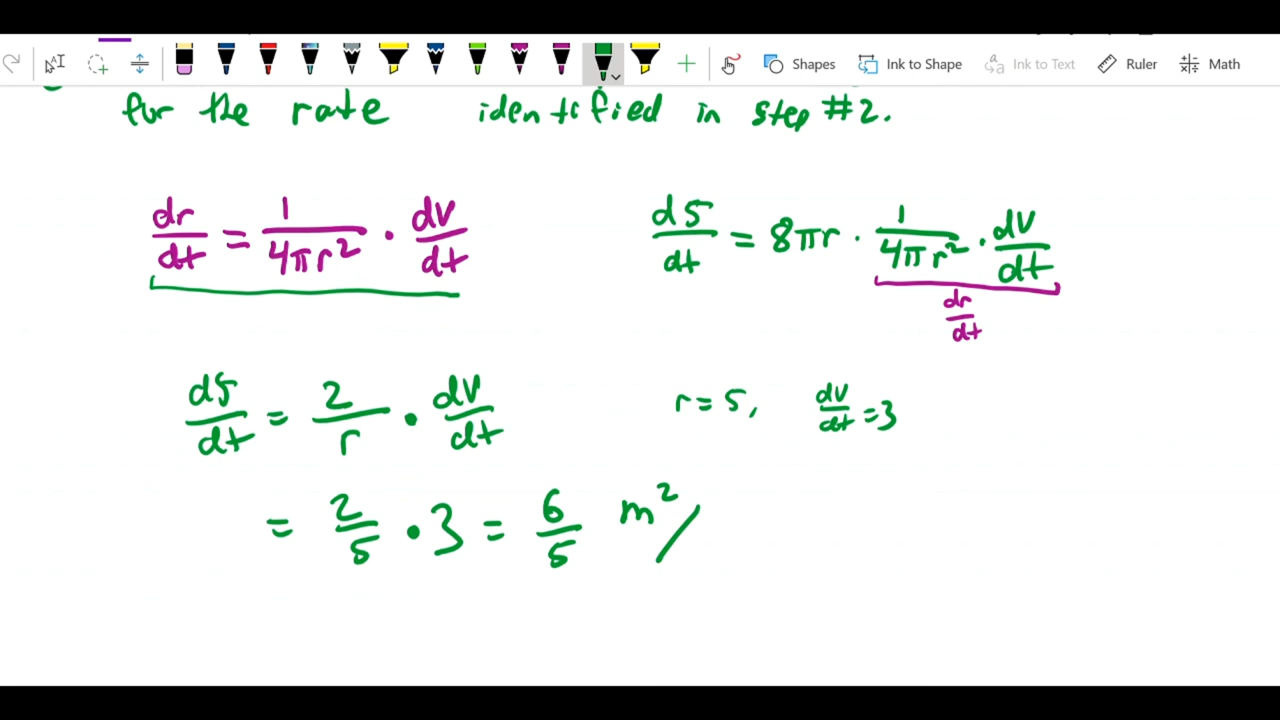 Shapes Ink to Shape Ink to Text Ruler Math
for the rate identified in step #2.
dr/dt = 1/4πr² · dV/dt
dS/dt = 8πr · 1/4πr² · dV/dt
dr/dt
dS/dt = 2/r · dV/dt
r = 5, dV/dt = 3
= 2/5 · 3 = 6/5 m²/